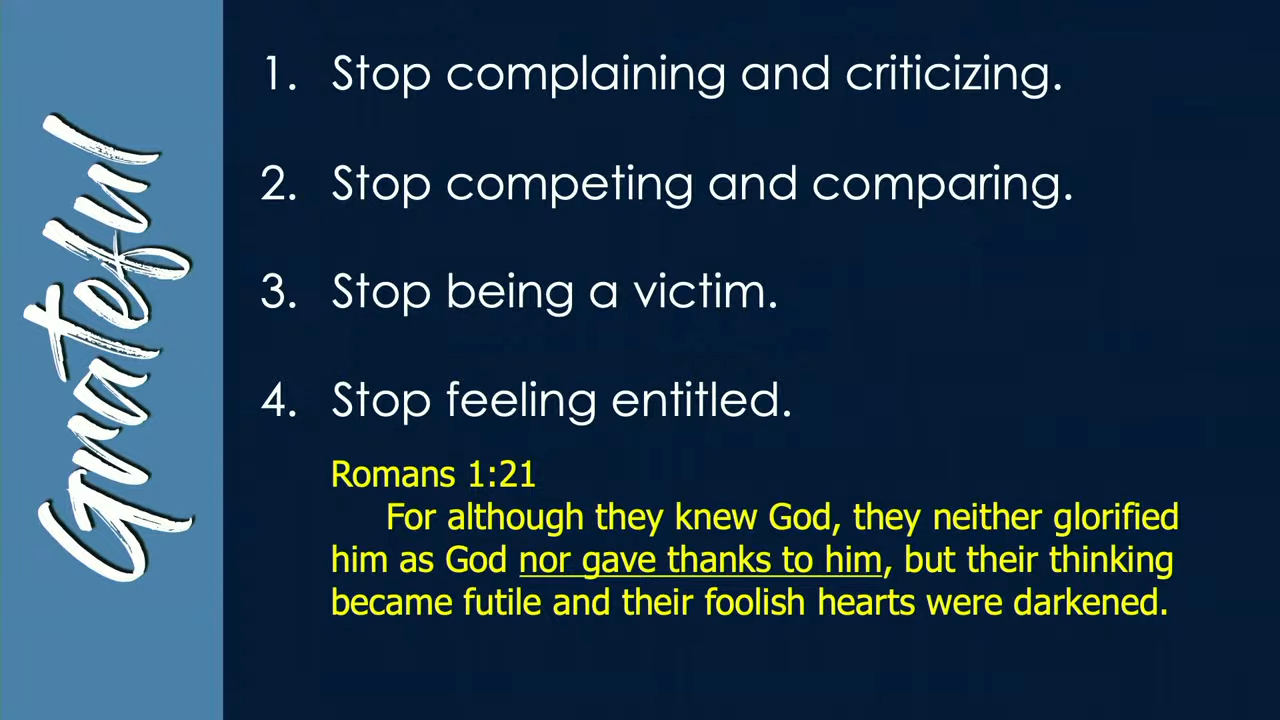 Grateful
1. Stop complaining and criticizing.
2. Stop competing and comparing.
3. Stop being a victim.
4. Stop feeling entitled.
Romans 1:21
For although they knew God, they neither glorified
him as God nor gave thanks to him, but their thinking
became futile and their foolish hearts were darkened.